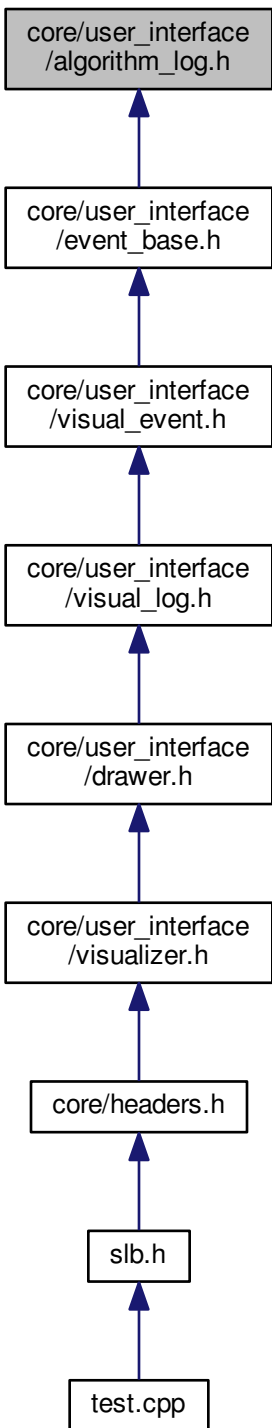 core/user_interface
/algorithm_log.h
core/user_interface
/event_base.h
core/user_interface
/visual_event.h
core/user_interface
/visual_log.h
core/user_interface
/drawer.h
core/user_interface
/visualizer.h
core/headers.h
slb.h
test.cpp